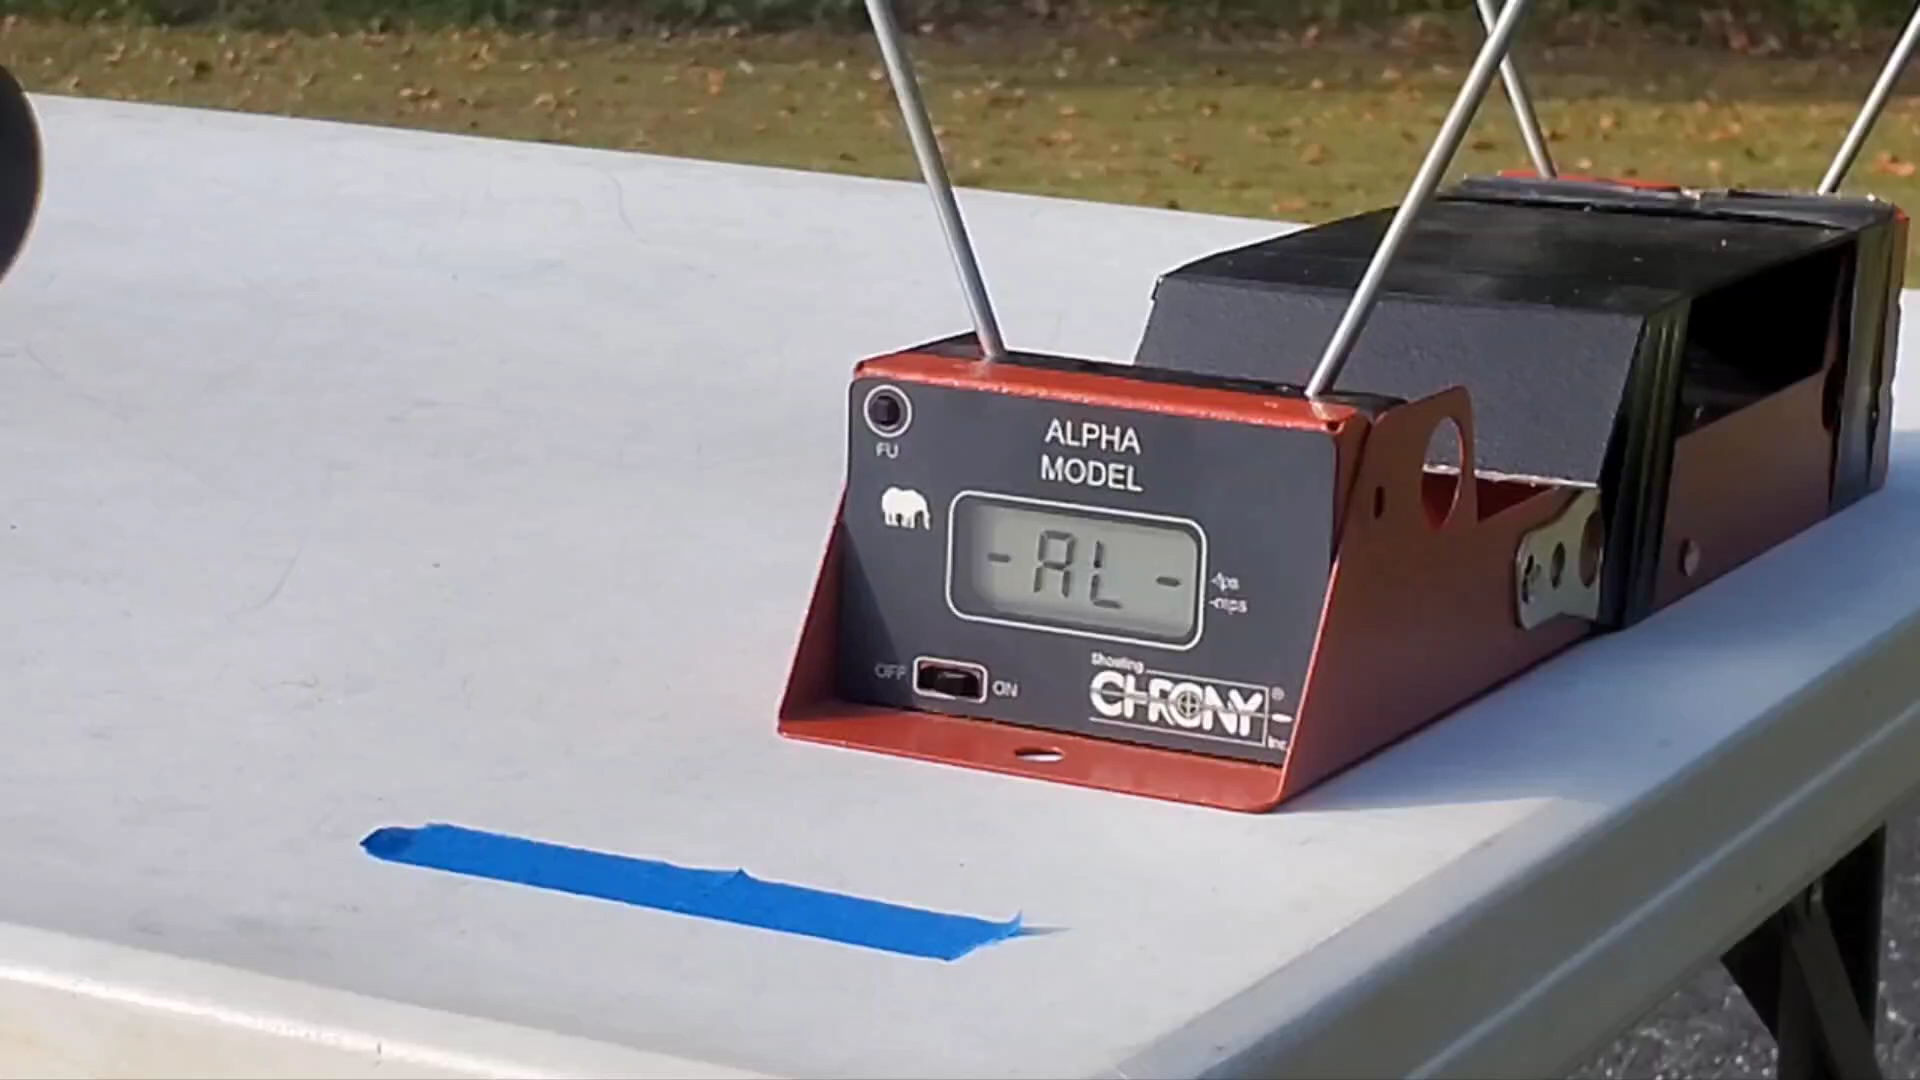 FU
ALPHA
MODEL
- AL -
-fps
-mps
OFF
ON
Shooting
CHRONY ®
Inc.